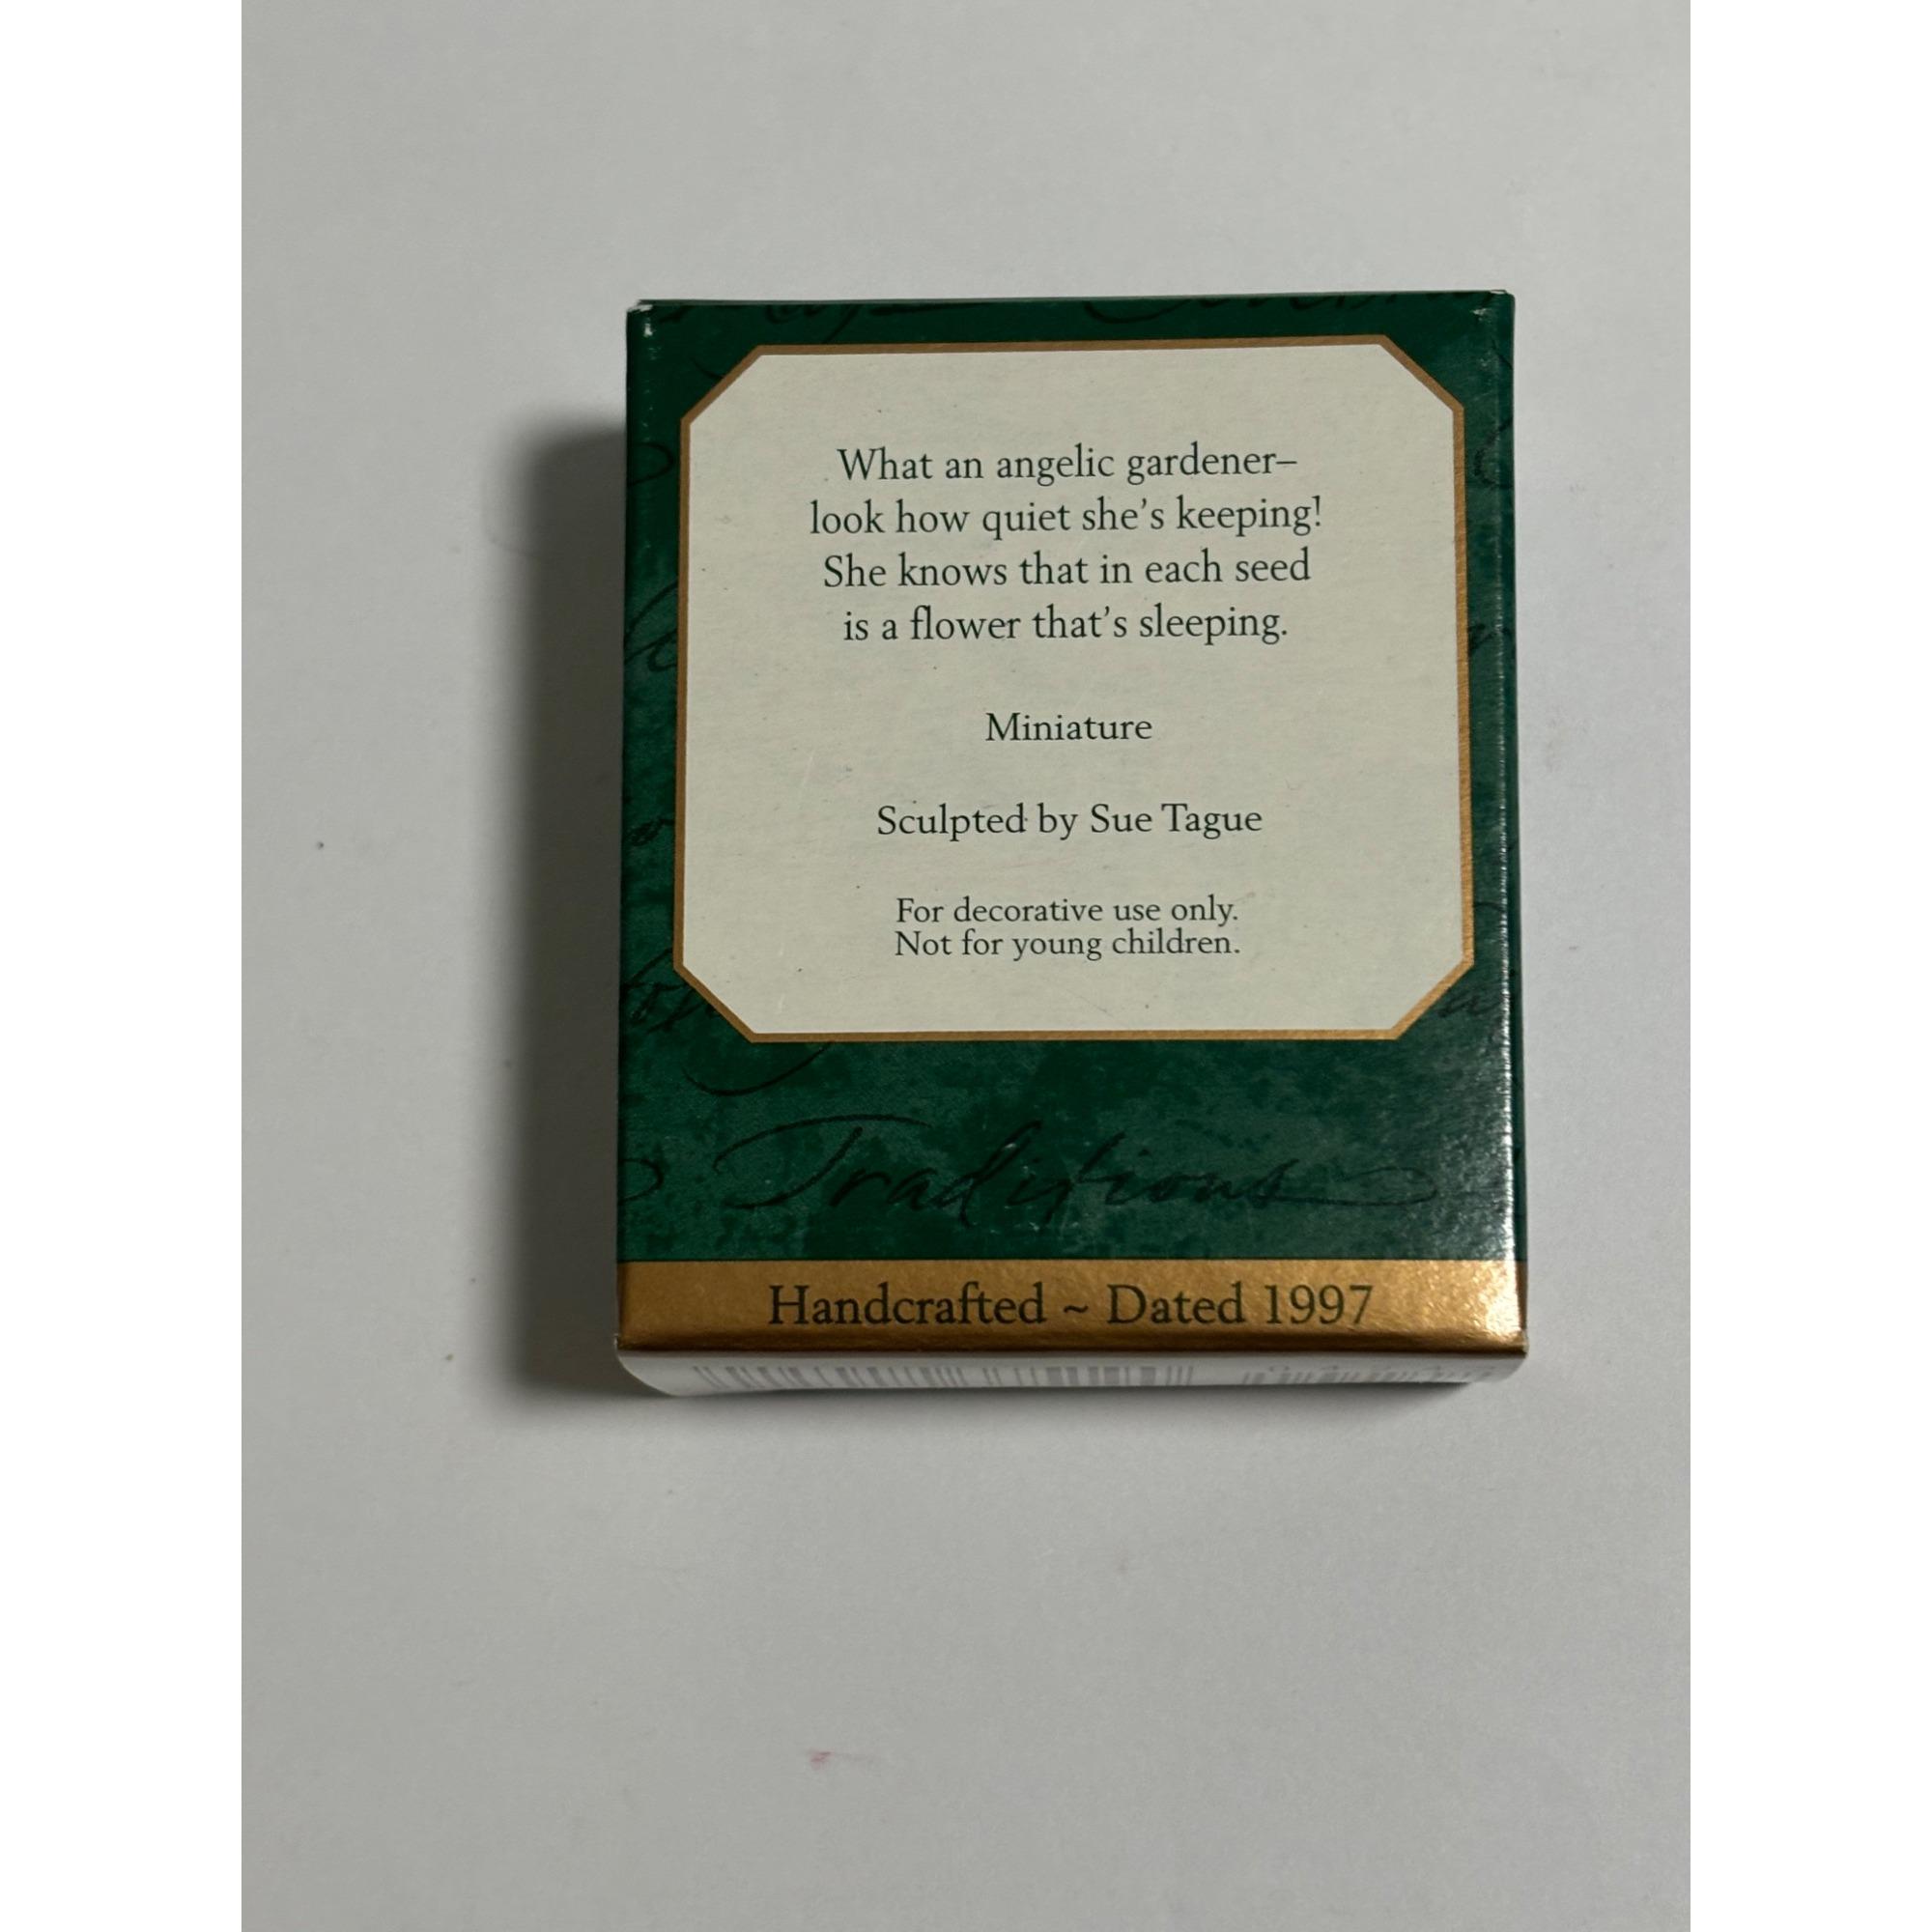 What an angelic gardener–
look how quiet she's keeping!
She knows that in each seed
is a flower that's sleeping.
Miniature
Sculpted by Sue Tague
For decorative use only.
Not for young children.
Traditions
Handcrafted ~ Dated 1997